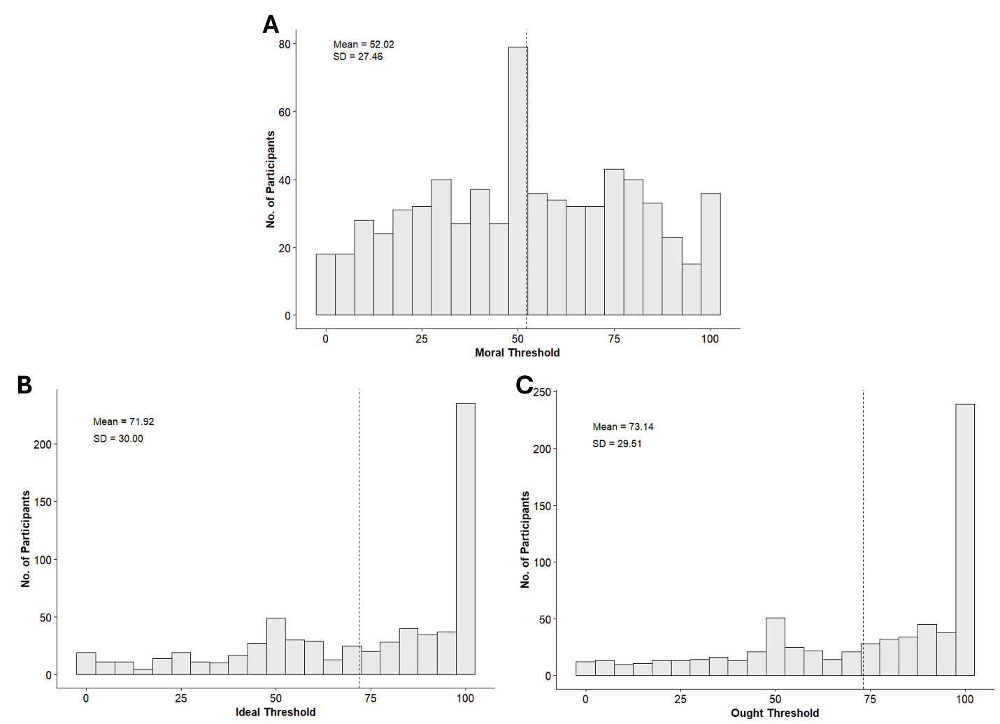 A
Mean = 52.02
SD = 27.46
No. of Participants
80
60
40
20
0
0 25 50 75 100
Moral Threshold
B
Mean = 71.92
SD = 30.00
No. of Participants
200
150
100
50
0
0 25 50 75 100
Ideal Threshold
C
Mean = 73.14
SD = 29.51
No. of Participants
250
200
150
100
50
0
0 25 50 75 100
Ought Threshold